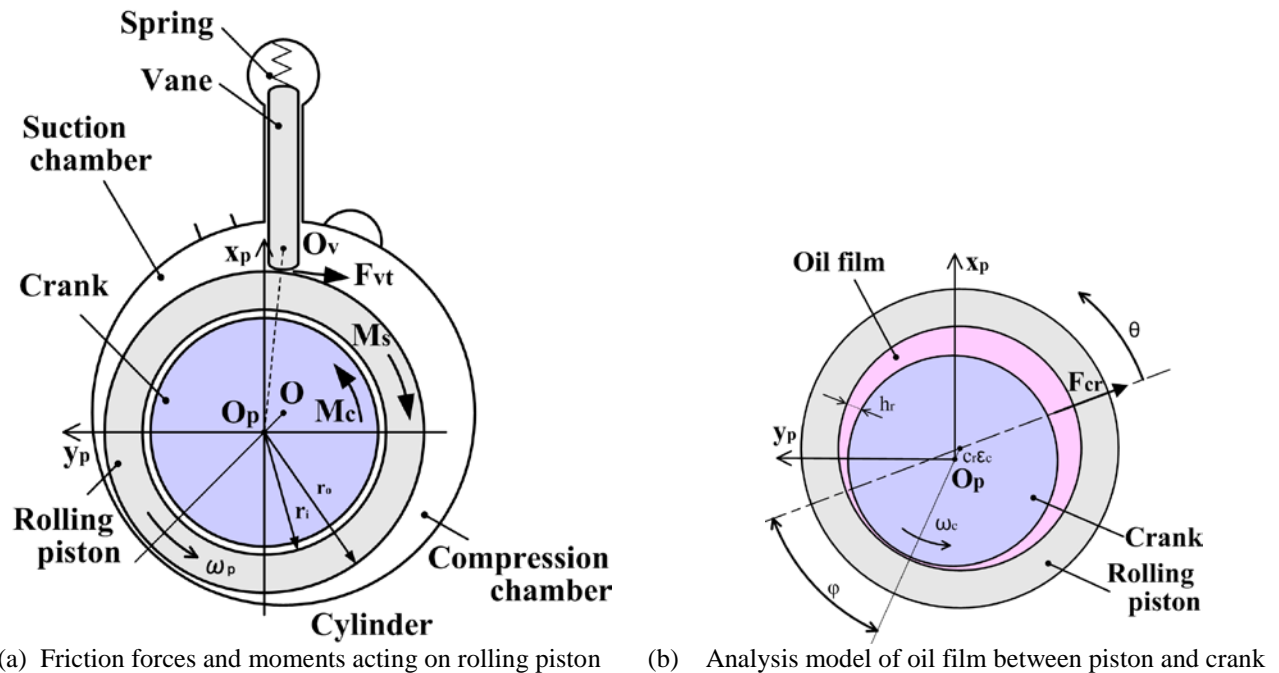 Spring
Vane
Suction
chamber
xp
Ov
Fvt
Crank
Ms
Op
O
Mc
yp
ro
ri
Rolling
piston
ωp
Compression
chamber
Cylinder
(a) Friction forces and moments acting on rolling piston
Oil film
xp
θ
Fcr
hr
yp
crεc
Op
ωc
Crank
φ
Rolling
piston
(b) Analysis model of oil film between piston and crank